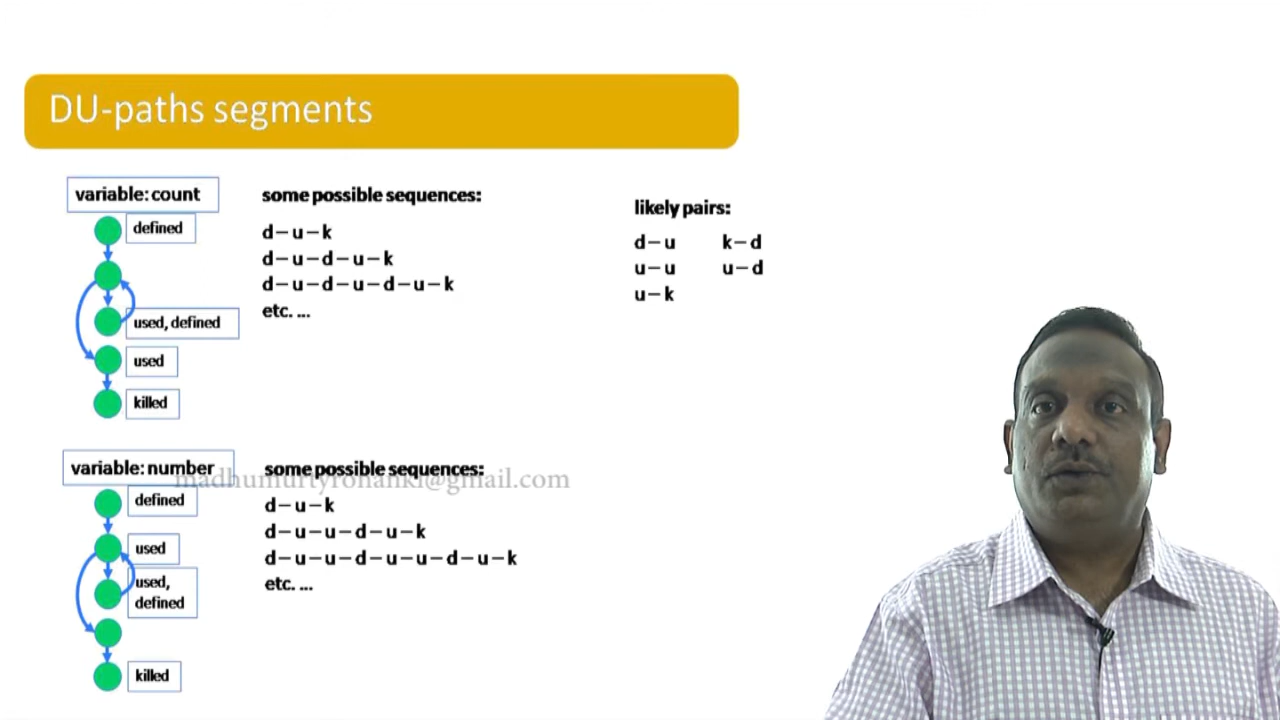 DU-paths segments
variable: count
defined
used, defined
used
killed
some possible sequences:
d – u – k
d – u – d – u – k
d – u – d – u – d – u – k
etc. ...
likely pairs:
d – u k – d
u – u u – d
u – k
variable: number
defined
used
used,
defined
killed
some possible sequences:
d – u – k
d – u – u – d – u – k
d – u – u – d – u – u – d – u – k
etc. ...
madhumurtyronanki@gmail.com